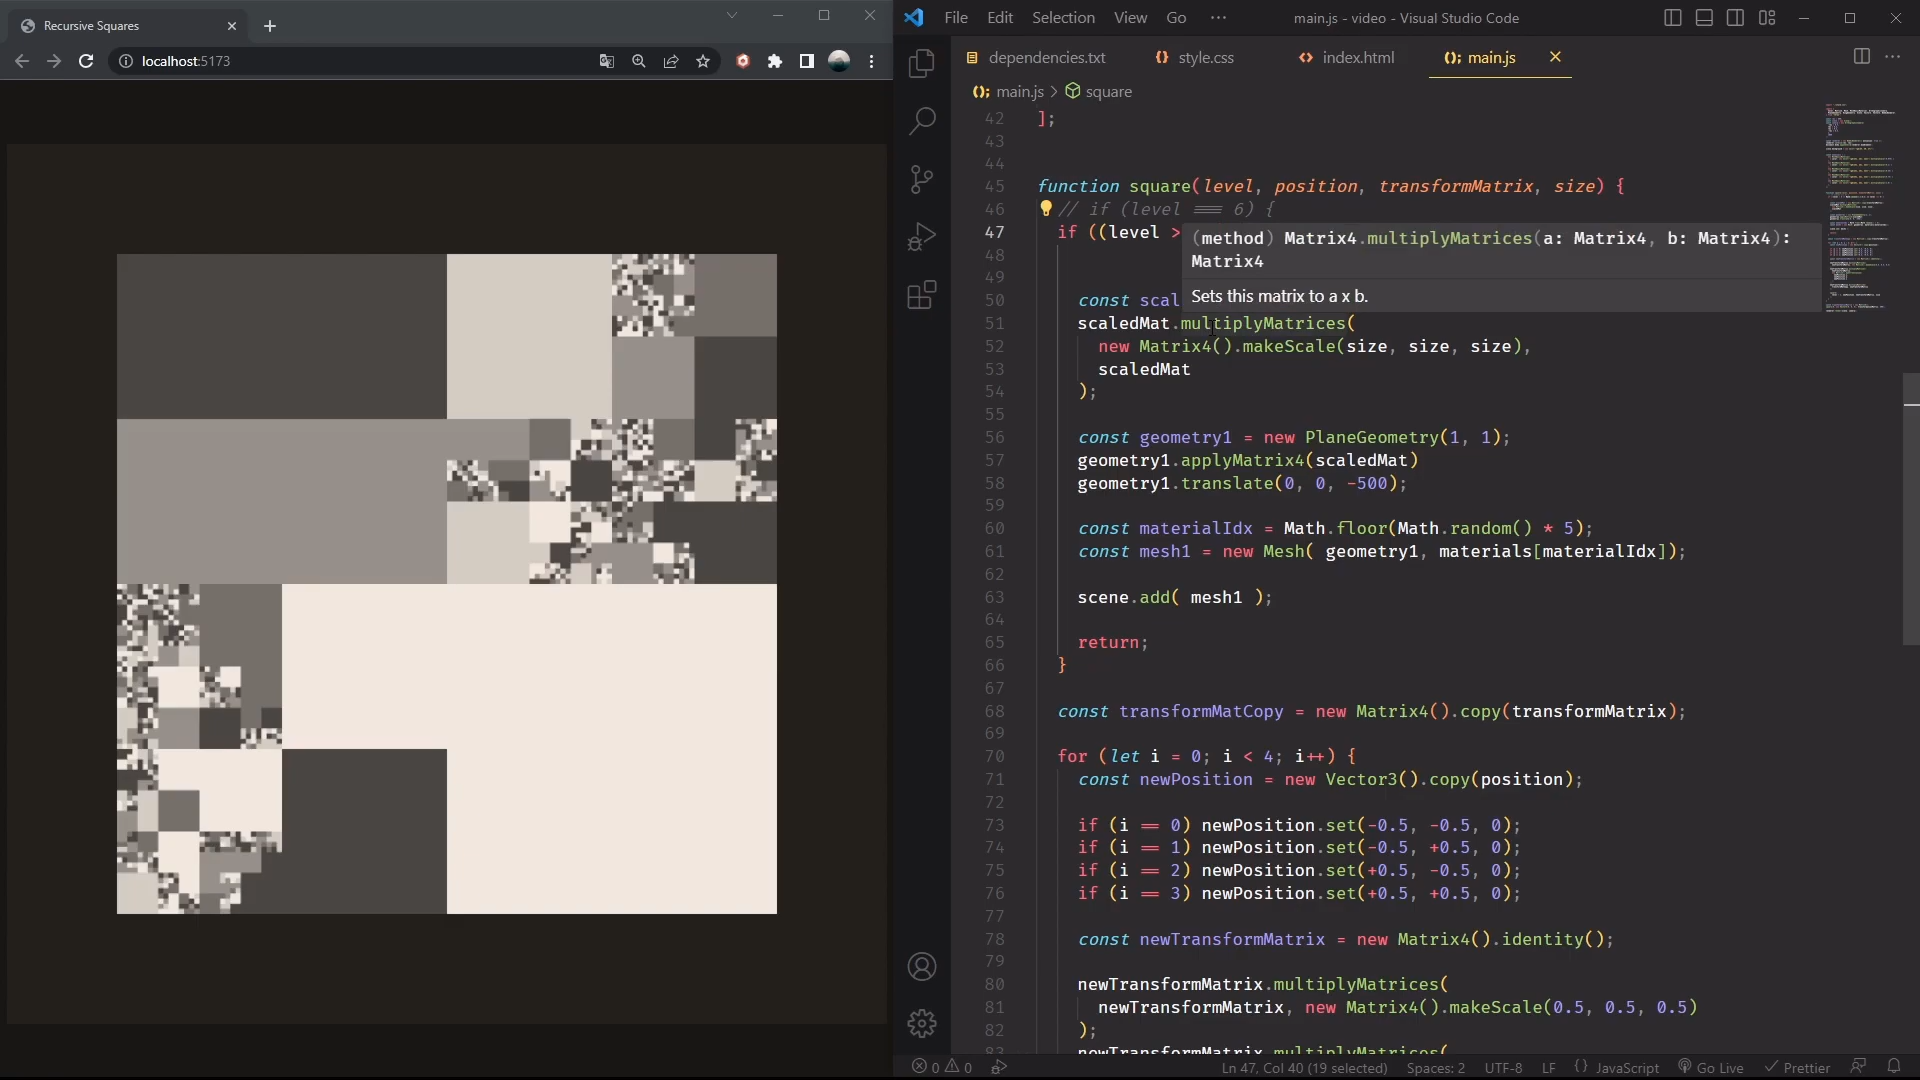 Recursive Squares
localhost:5173
File Edit Selection View Go ··· main.js - video - Visual Studio Code
dependencies.txt style.css index.html main.js
main.js > square
42 ];
43
44
45 function square(level, position, transformMatrix, size) {
46 // if (level === 6) {
47 if ((level >
(method) Matrix4.multiplyMatrices(a: Matrix4, b: Matrix4):
Matrix4
Sets this matrix to a x b.
48
49
50 const scal
51 scaledMat.multiplyMatrices(
52 new Matrix4().makeScale(size, size, size),
53 scaledMat
54 );
55
56 const geometry1 = new PlaneGeometry(1, 1);
57 geometry1.applyMatrix4(scaledMat)
58 geometry1.translate(0, 0, -500);
59
60 const materialIdx = Math.floor(Math.random() * 5);
61 const mesh1 = new Mesh( geometry1, materials[materialIdx]);
62
63 scene.add( mesh1 );
64
65 return;
66 }
67
68 const transformMatCopy = new Matrix4().copy(transformMatrix);
69
70 for (let i = 0; i < 4; i++) {
71 const newPosition = new Vector3().copy(position);
72
73 if (i == 0) newPosition.set(-0.5, -0.5, 0);
74 if (i == 1) newPosition.set(-0.5, +0.5, 0);
75 if (i == 2) newPosition.set(+0.5, -0.5, 0);
76 if (i == 3) newPosition.set(+0.5, +0.5, 0);
77
78 const newTransformMatrix = new Matrix4().identity();
79
80 newTransformMatrix.multiplyMatrices(
81 newTransformMatrix, new Matrix4().makeScale(0.5, 0.5, 0.5)
82 );
83 newTransformMatrix.multiplyMatrices(
0 0 Ln 47, Col 40 (19 selected) Spaces: 2 UTF-8 LF {} JavaScript Go Live Prettier